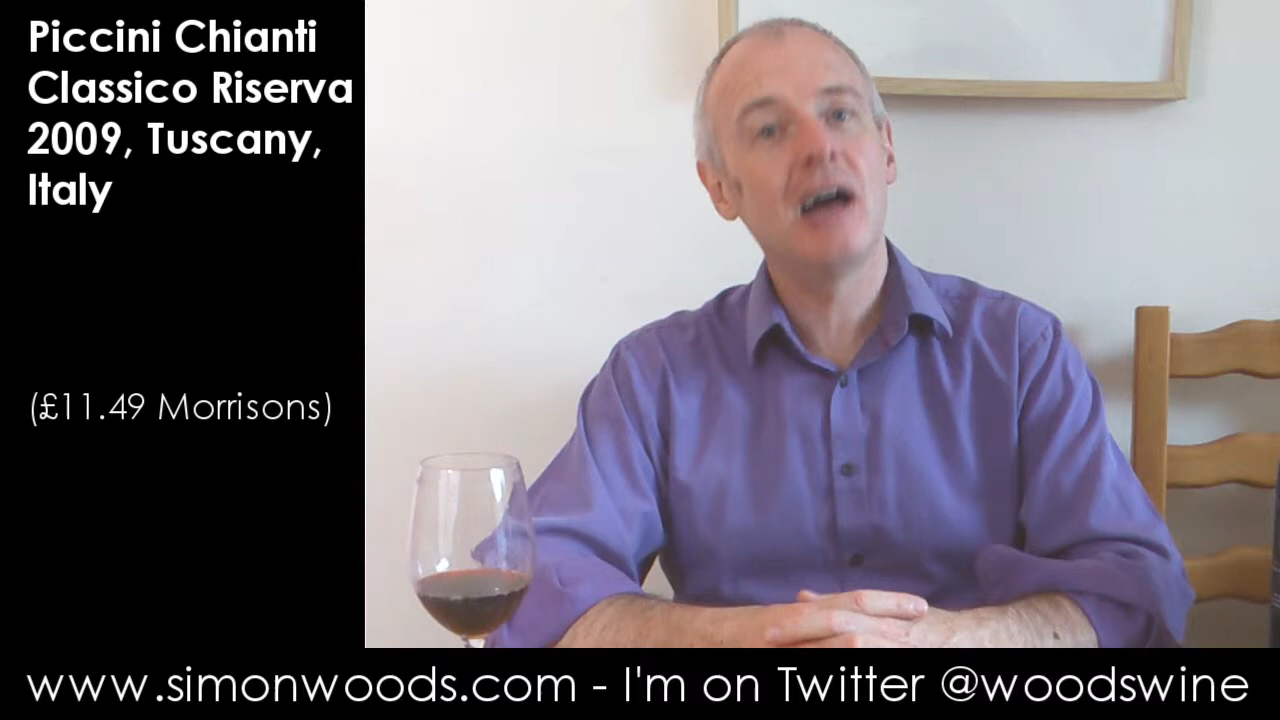 Piccini Chianti
Classico Riserva
2009, Tuscany,
Italy
(£11.49 Morrisons)
www.simonwoods.com - I'm on Twitter @woodswine